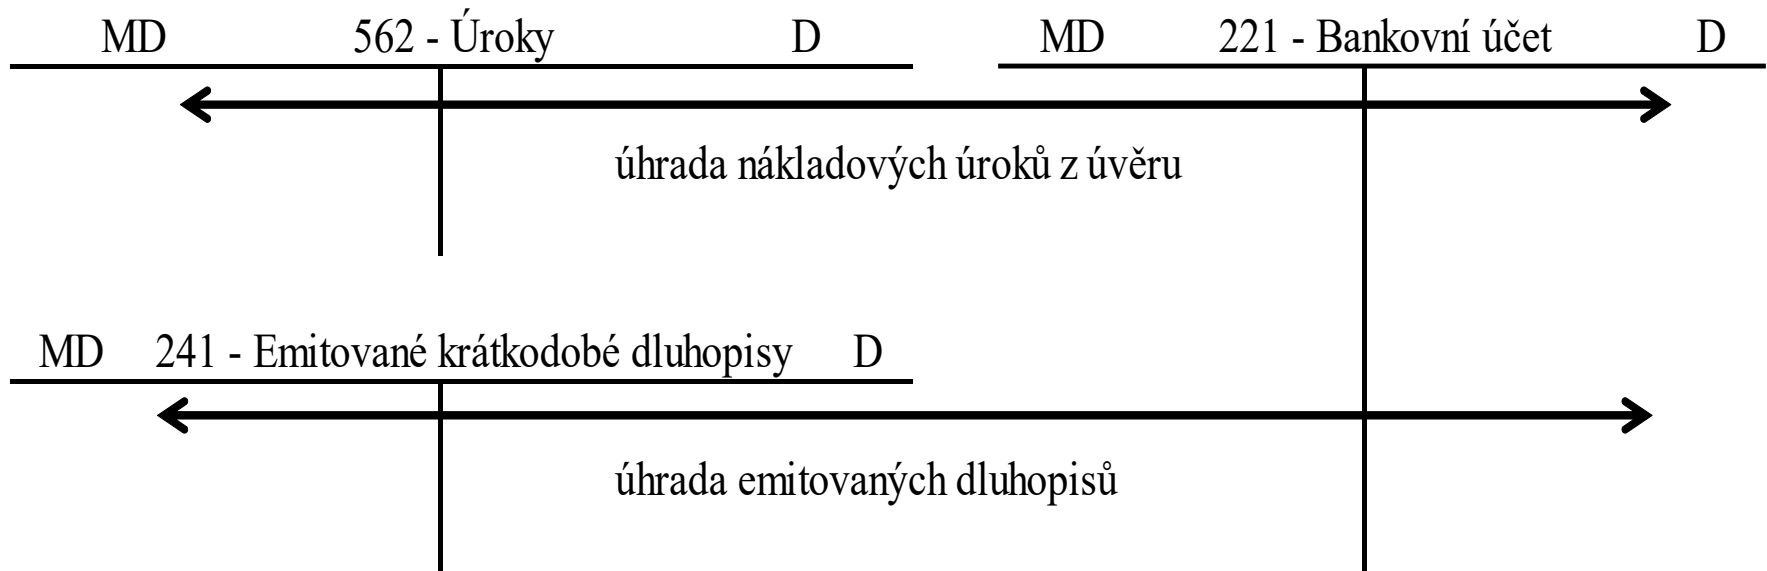 MD 562 - Úroky D MD 221 - Bankovní účet D
úhrada nákladových úroků z úvěru
MD 241 - Emitované krátkodobé dluhopisy D
úhrada emitovaných dluhopisů